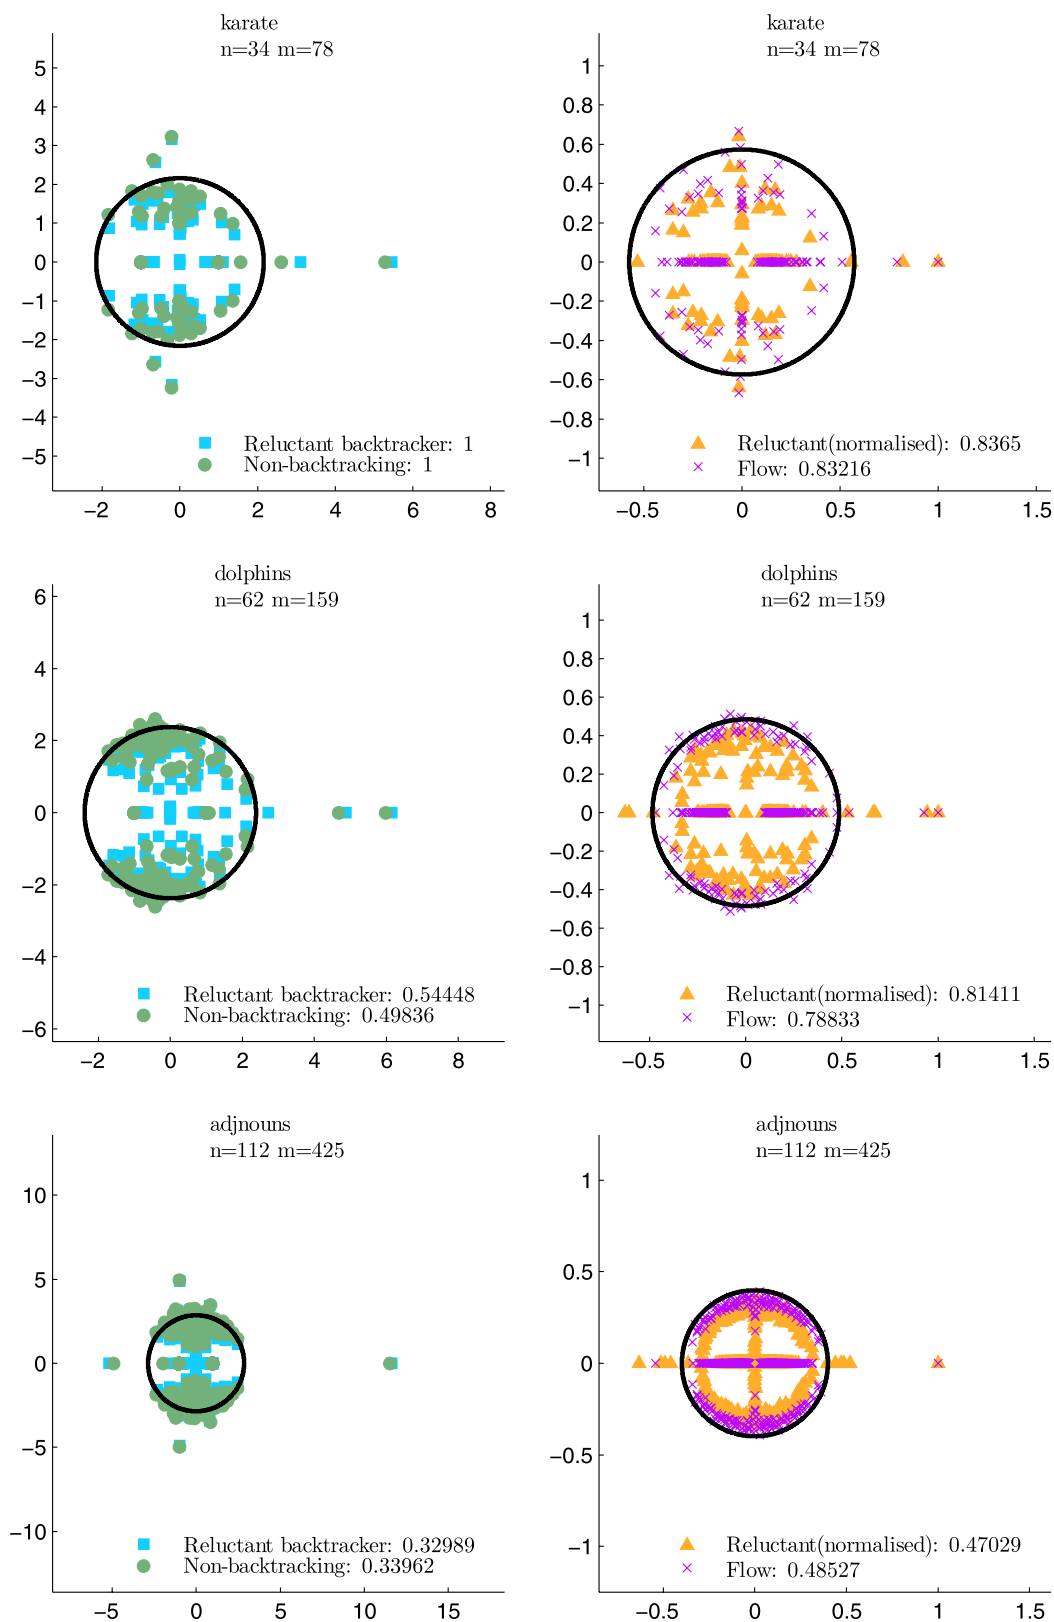 karate
n=34 m=78
5
4
3
2
1
0
−1
−2
−3
−4
−5
−2 0 2 4 6 8
Reluctant backtracker: 1
Non-backtracking: 1
karate
n=34 m=78
1
0.8
0.6
0.4
0.2
0
−0.2
−0.4
−0.6
−0.8
−1
−0.5 0 0.5 1 1.5
Reluctant(normalised): 0.8365
Flow: 0.83216
dolphins
n=62 m=159
6
4
2
0
−2
−4
−6
−2 0 2 4 6 8
Reluctant backtracker: 0.54448
Non-backtracking: 0.49836
dolphins
n=62 m=159
1
0.8
0.6
0.4
0.2
0
−0.2
−0.4
−0.6
−0.8
−1
−0.5 0 0.5 1 1.5
Reluctant(normalised): 0.81411
Flow: 0.78833
adjnouns
n=112 m=425
10
5
0
−5
−10
−5 0 5 10 15
Reluctant backtracker: 0.32989
Non-backtracking: 0.33962
adjnouns
n=112 m=425
1
0.5
0
−0.5
−1
−0.5 0 0.5 1 1.5
Reluctant(normalised): 0.47029
Flow: 0.48527